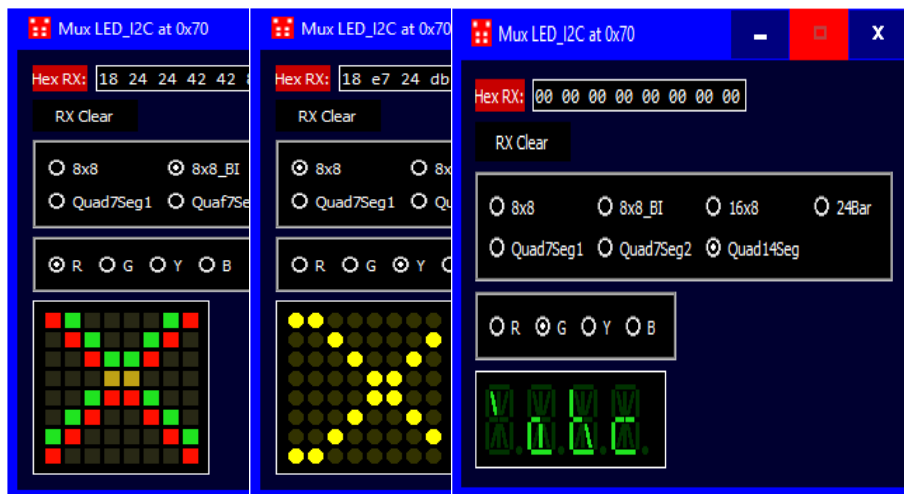 Mux LED_I2C at 0x70
Hex RX: 18 24 24 42 42
RX Clear
8x8 8x8_BI
Quad7Seg1 Quaf7Se
R G Y B
Mux LED_I2C at 0x70
Hex RX: 18 e7 24 db
RX Clear
8x8 8x
Quad7Seg1 Qu
R G Y
Mux LED_I2C at 0x70
X
Hex RX: 00 00 00 00 00 00 00 00
RX Clear
8x8 8x8_BI 16x8 24Bar
Quad7Seg1 Quad7Seg2 Quad14Seg
R G Y B